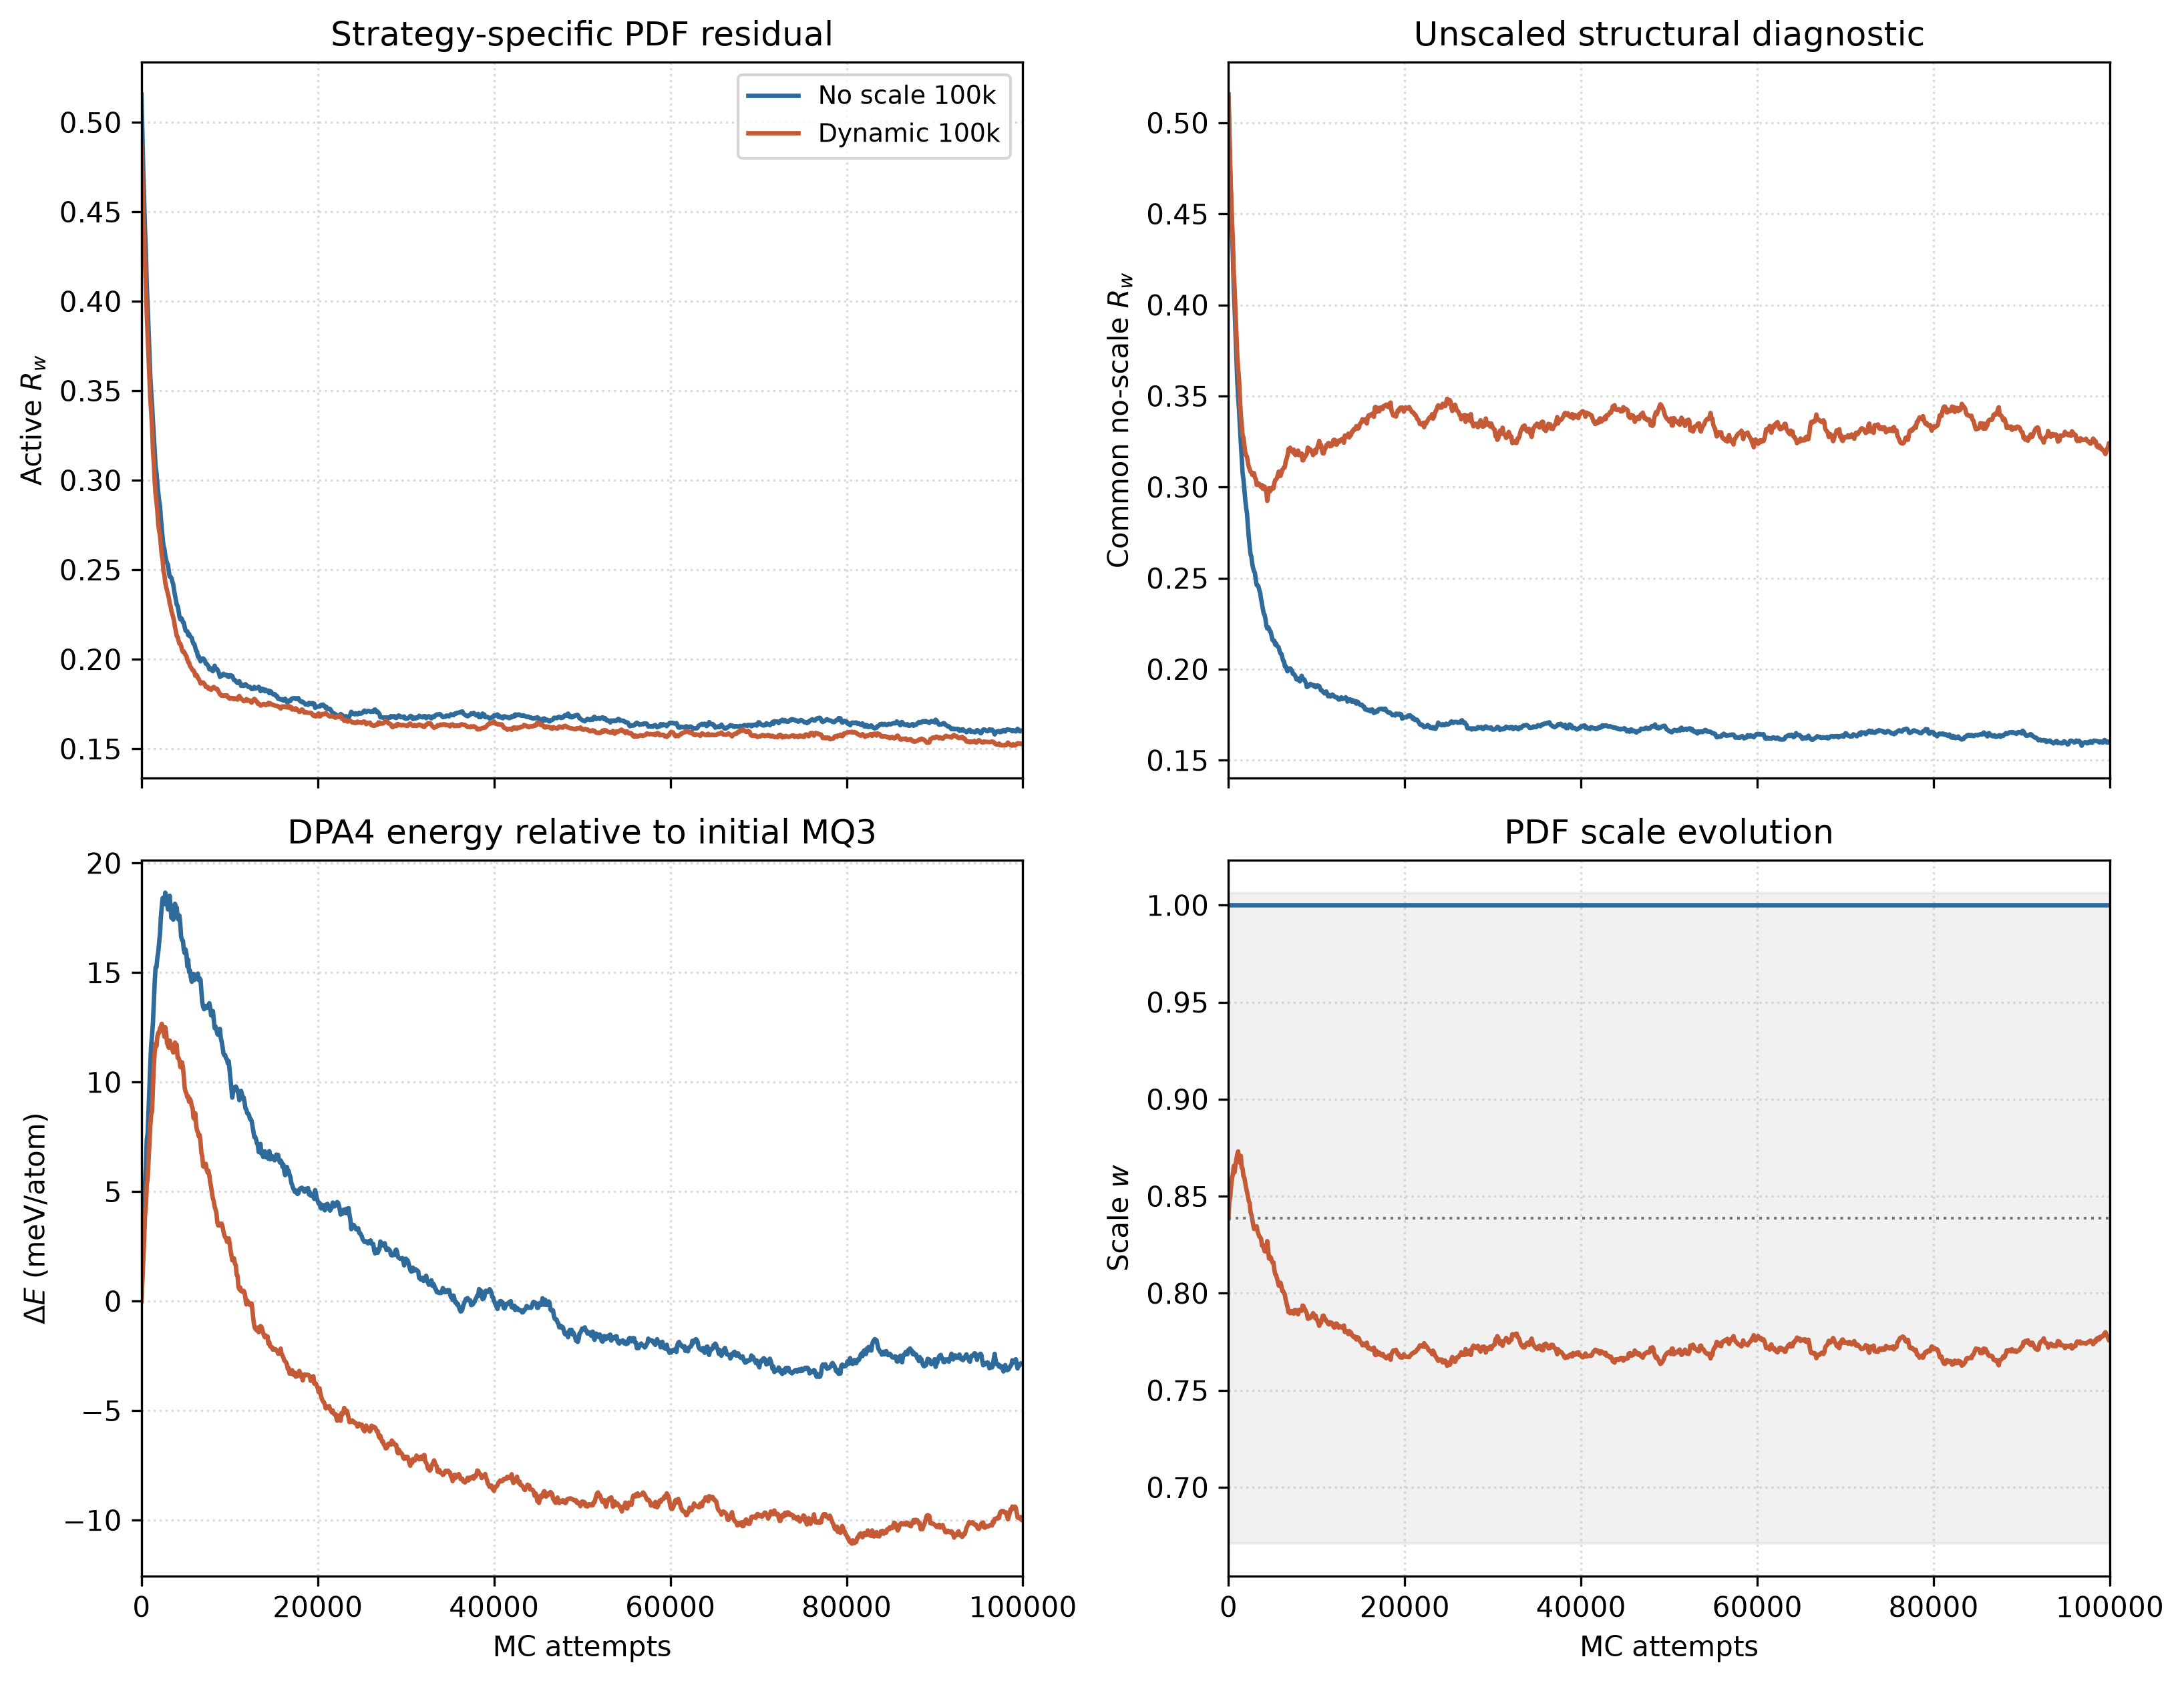 Strategy-specific PDF residual
Active Rw
0.50
0.45
0.40
0.35
0.30
0.25
0.20
0.15
No scale 100k
Dynamic 100k
Unscaled structural diagnostic
Common no-scale Rw
0.50
0.45
0.40
0.35
0.30
0.25
0.20
0.15
DPA4 energy relative to initial MQ3
ΔE (meV/atom)
20
15
10
5
0
−5
−10
0 20000 40000 60000 80000 100000
MC attempts
PDF scale evolution
Scale w
1.00
0.95
0.90
0.85
0.80
0.75
0.70
0 20000 40000 60000 80000 100000
MC attempts